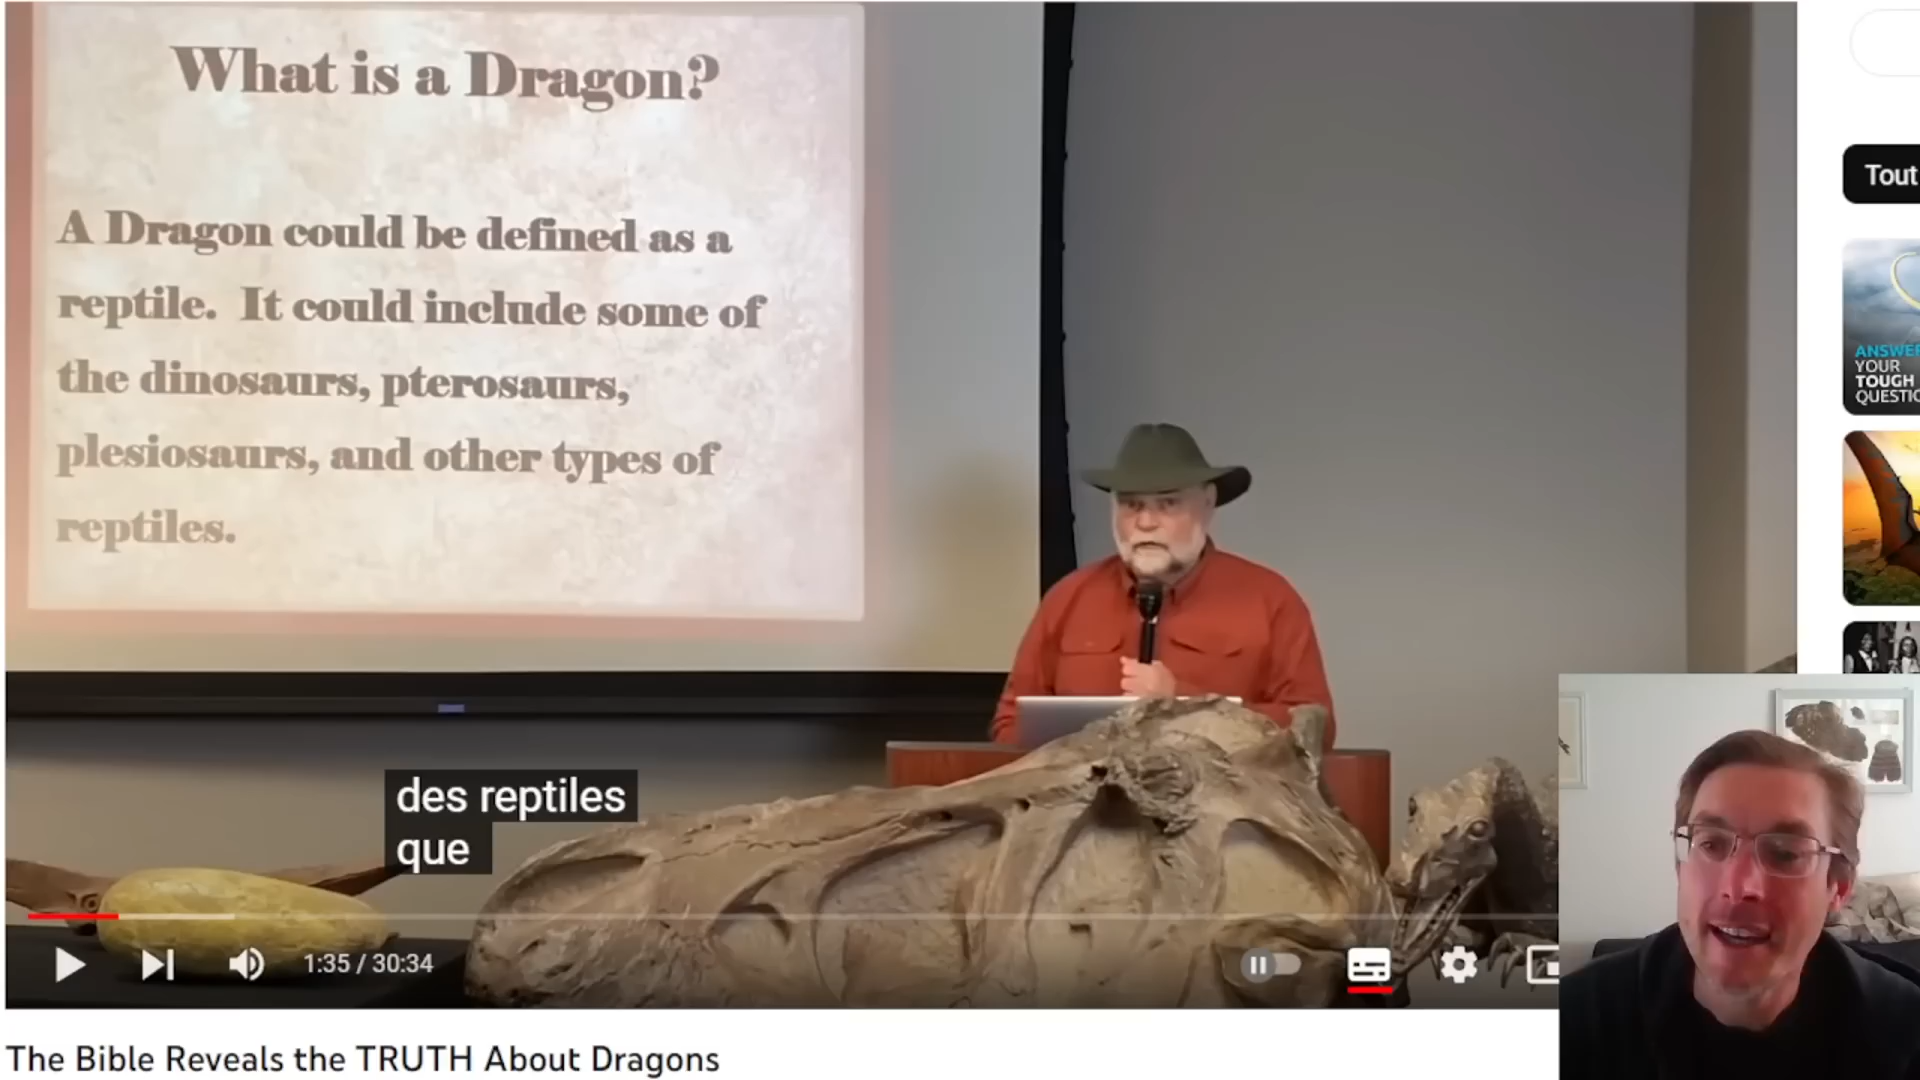 What is a Dragon?
A Dragon could be defined as a
reptile. It could include some of
the dinosaurs, pterosaurs,
plesiosaurs, and other types of
reptiles.
Tout
ANSWE
YOUR
TOUGH
QUESTIO
des reptiles
que
1:35 / 30:34
The Bible Reveals the TRUTH About Dragons